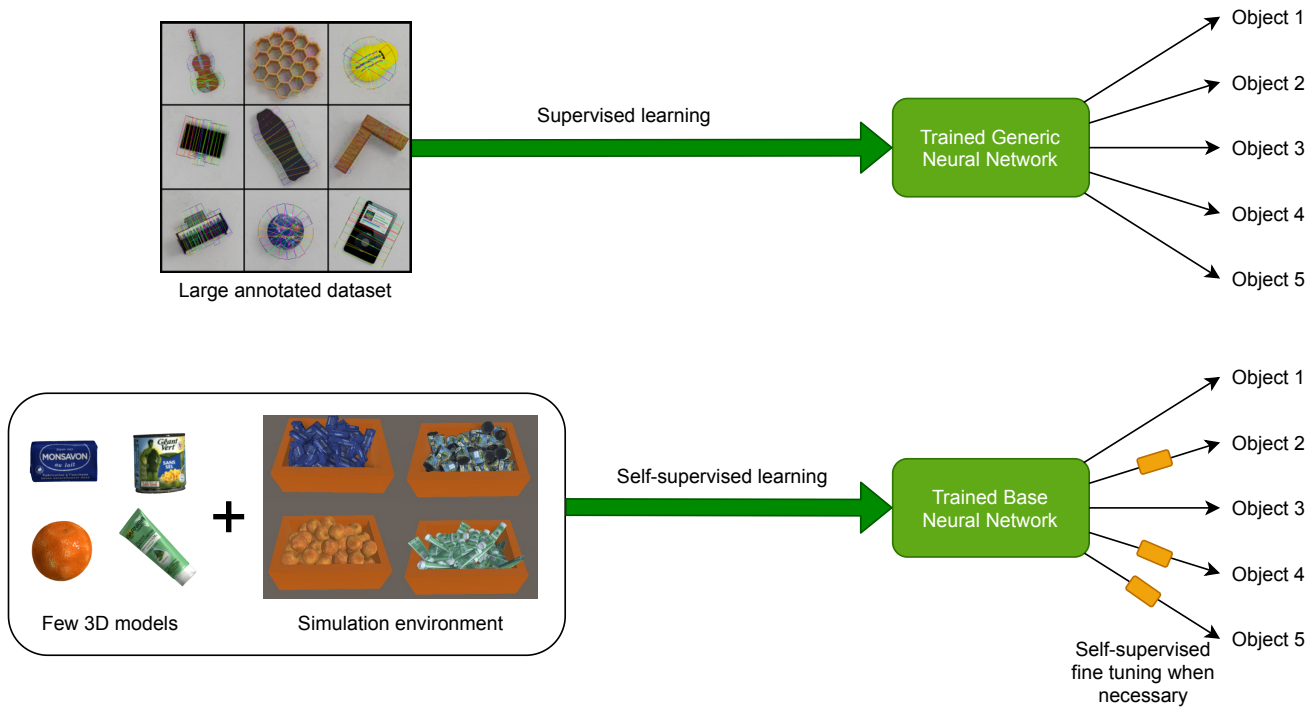 Object 1
Object 2
Supervised learning
Trained Generic
Neural Network
Object 3
Object 4
Object 5
Large annotated dataset
Object 1
Object 2
MONSAVON
au lait
Géant
Vert
SANS
SEL
Self-supervised learning
Trained Base
Neural Network
Object 3
Object 4
Few 3D models
Simulation environment
Object 5
Self-supervised
fine tuning when
necessary